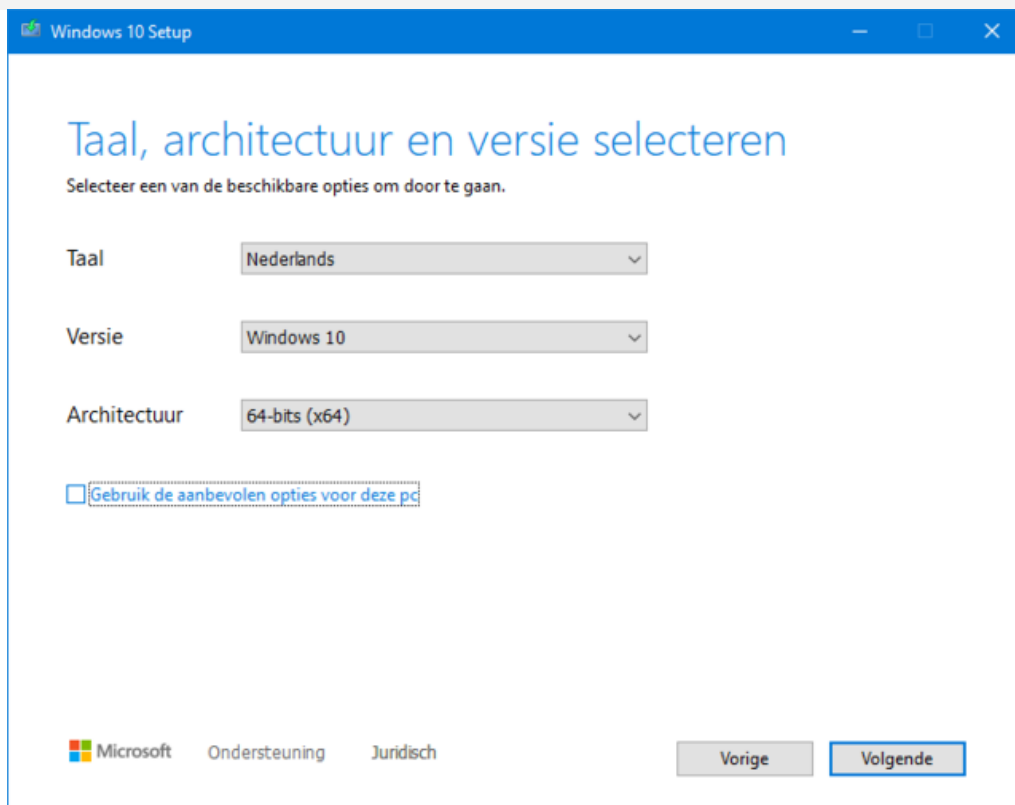 Windows 10 Setup
Taal, architectuur en versie selecteren
Selecteer een van de beschikbare opties om door te gaan.
Taal
Nederlands
Versie
Windows 10
Architectuur
64-bits (x64)
Gebruik de aanbevolen opties voor deze pc
Microsoft Ondersteuning Juridisch
Vorige Volgende